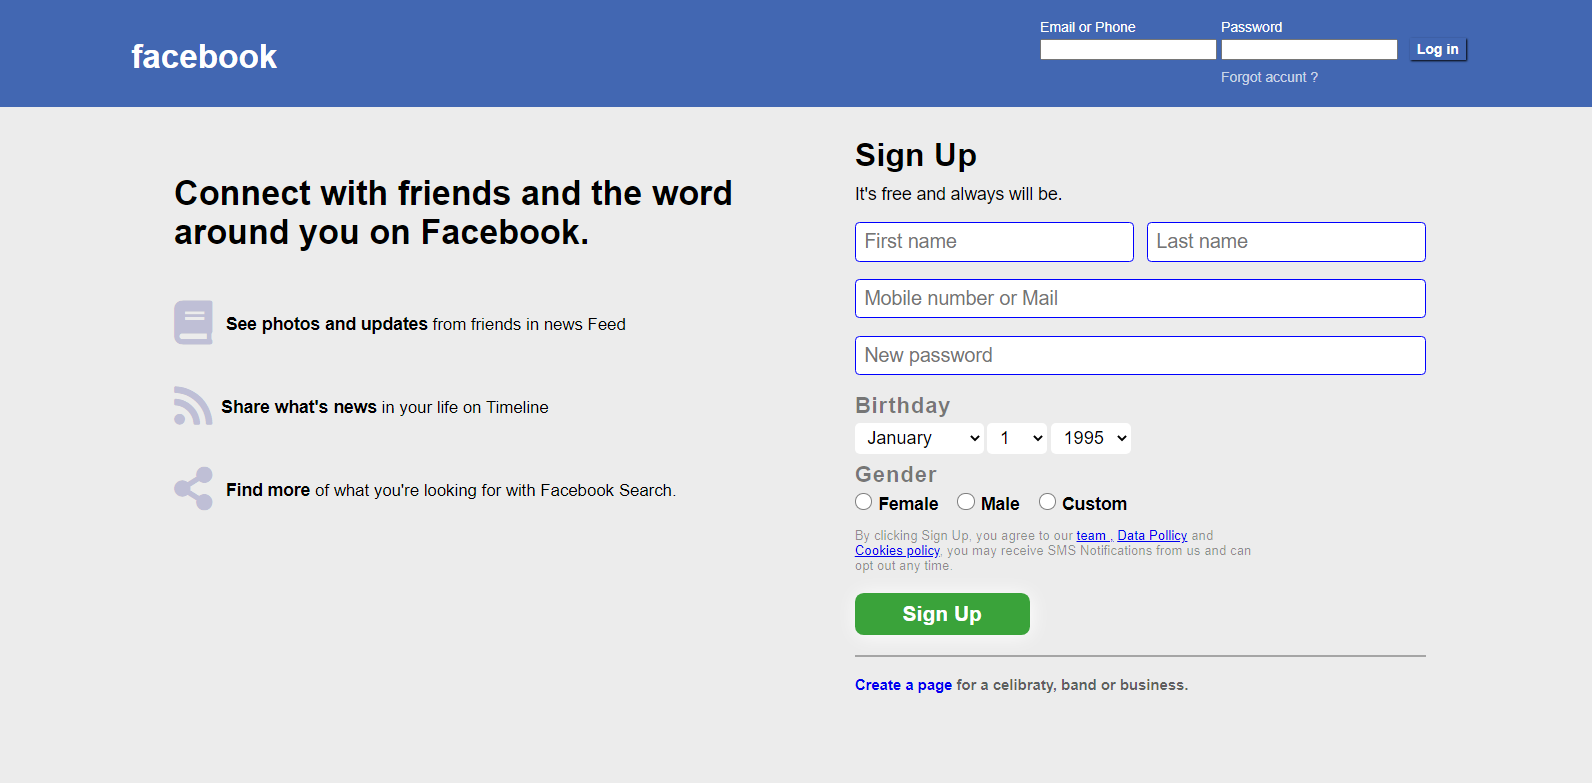 facebook
Email or Phone
Password
Log in
Forgot accunt ?
Connect with friends and the word
around you on Facebook.
See photos and updates from friends in news Feed
Share what's news in your life on Timeline
Find more of what you're looking for with Facebook Search.
Sign Up
It's free and always will be.
First name
Last name
Mobile number or Mail
New password
Birthday
January
1
1995
Gender
Female
Male
Custom
By clicking Sign Up, you agree to our team , Data Pollicy and
Cookies policy, you may receive SMS Notifications from us and can
opt out any time.
Sign Up
Create a page for a celibraty, band or business.